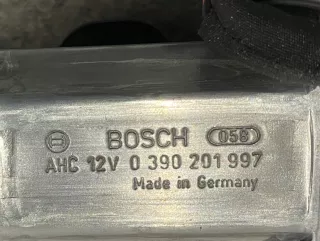 BOSCH 058
AHC 12V 0 390 201 997
Made in Germany